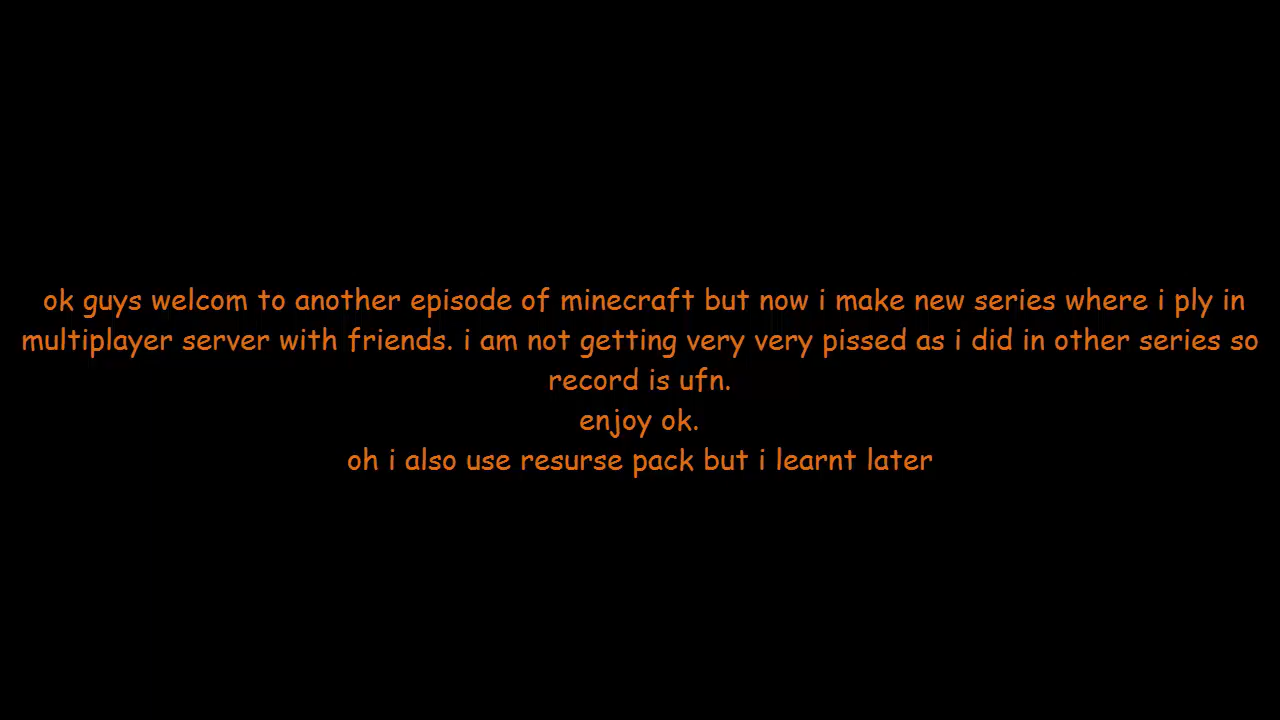 ok guys welcom to another episode of minecraft but now i make new series where i ply in
multiplayer server with friends. i am not getting very very pissed as i did in other series so
record is ufn.
enjoy ok.
oh i also use resurse pack but i learnt later